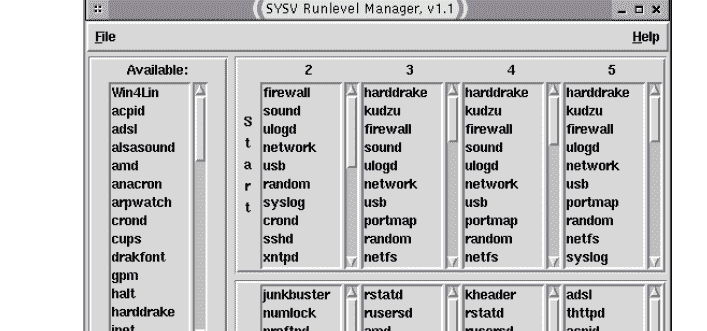 SYSV Runlevel Manager, v1.1
File Help
Available: 2 3 4 5
Start
Win4Lin
acpid
adsl
alsasound
amd
anacron
arpwatch
crond
cups
drakfont
gpm
halt
harddrake
firewall
sound
ulogd
network
usb
random
syslog
crond
sshd
xntpd
harddrake
kudzu
firewall
sound
ulogd
network
usb
portmap
random
netfs
harddrake
kudzu
firewall
sound
ulogd
network
usb
portmap
random
netfs
harddrake
kudzu
firewall
ulogd
network
usb
portmap
random
netfs
syslog
junkbuster
numlock
rstatd
rusersd
kheader
rstatd
adsl
thttpd